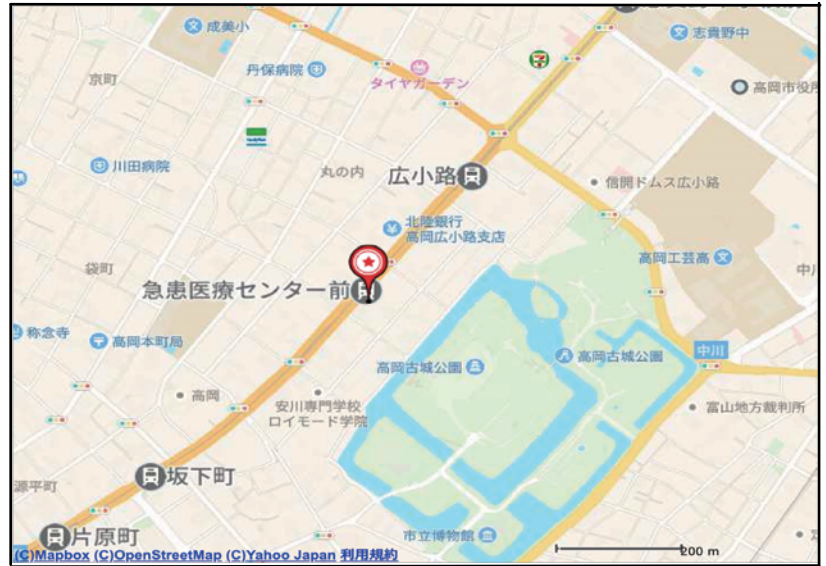 成美小
志貴野中
丹保病院
タイヤガーデン
京町
高岡市役所
川田病院
丸の内
広小路
信開ドムス広小路
北陸銀行
高岡広小路支店
袋町
高岡工芸高
中川
急患医療センター前
称念寺
高岡本町局
高岡古城公園
高岡古城公園
中川
高岡
安川専門学校
ロイモード学院
富山地方裁判所
坂下町
源平町
片原町
市立博物館
200 m
(C)Mapbox (C)OpenStreetMap (C)Yahoo Japan 利用規約